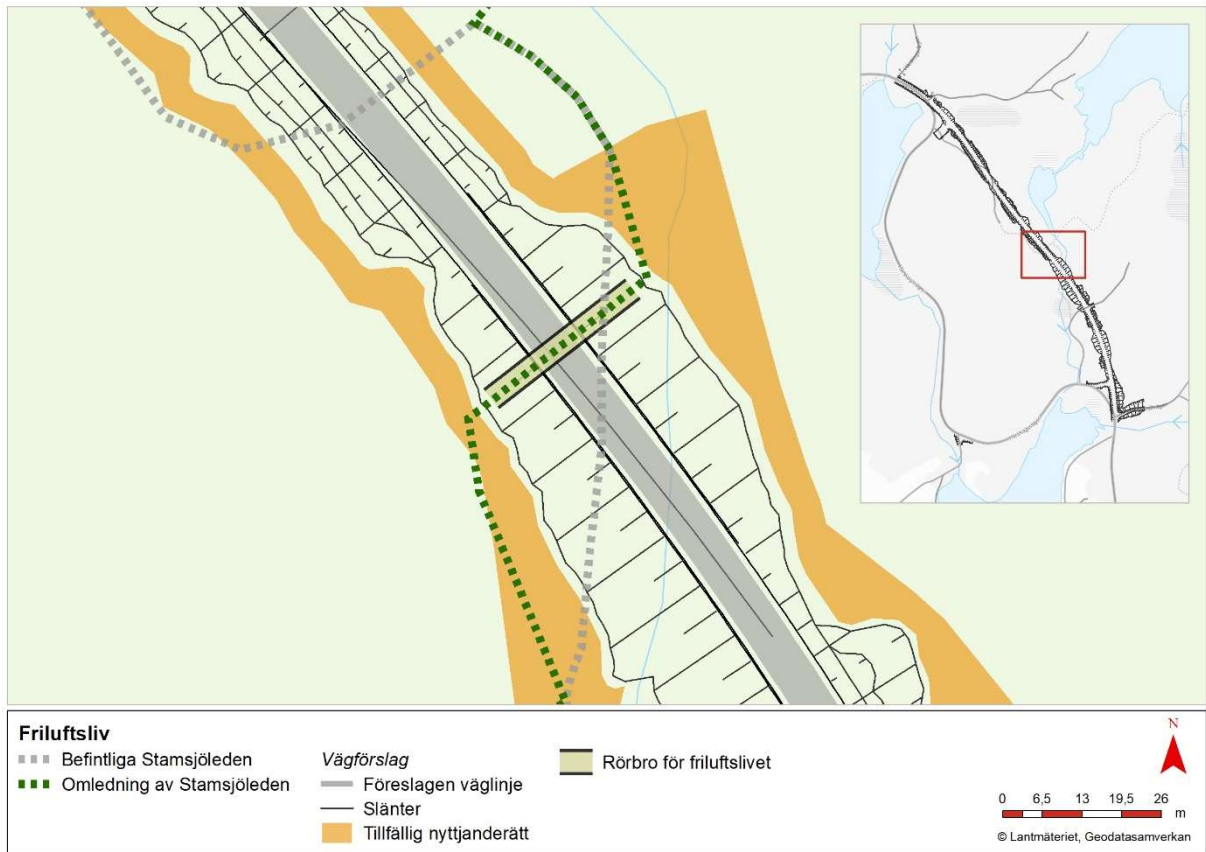 Friluftsliv
Befintliga Stamsjöleden
Omledning av Stamsjöleden
Vägförslag
Föreslagen väglinje
Slänter
Tillfällig nyttjanderätt
Rörbro för friluftslivet
N
0 6,5 13 19,5 26
m
© Lantmäteriet, Geodatasamverkan